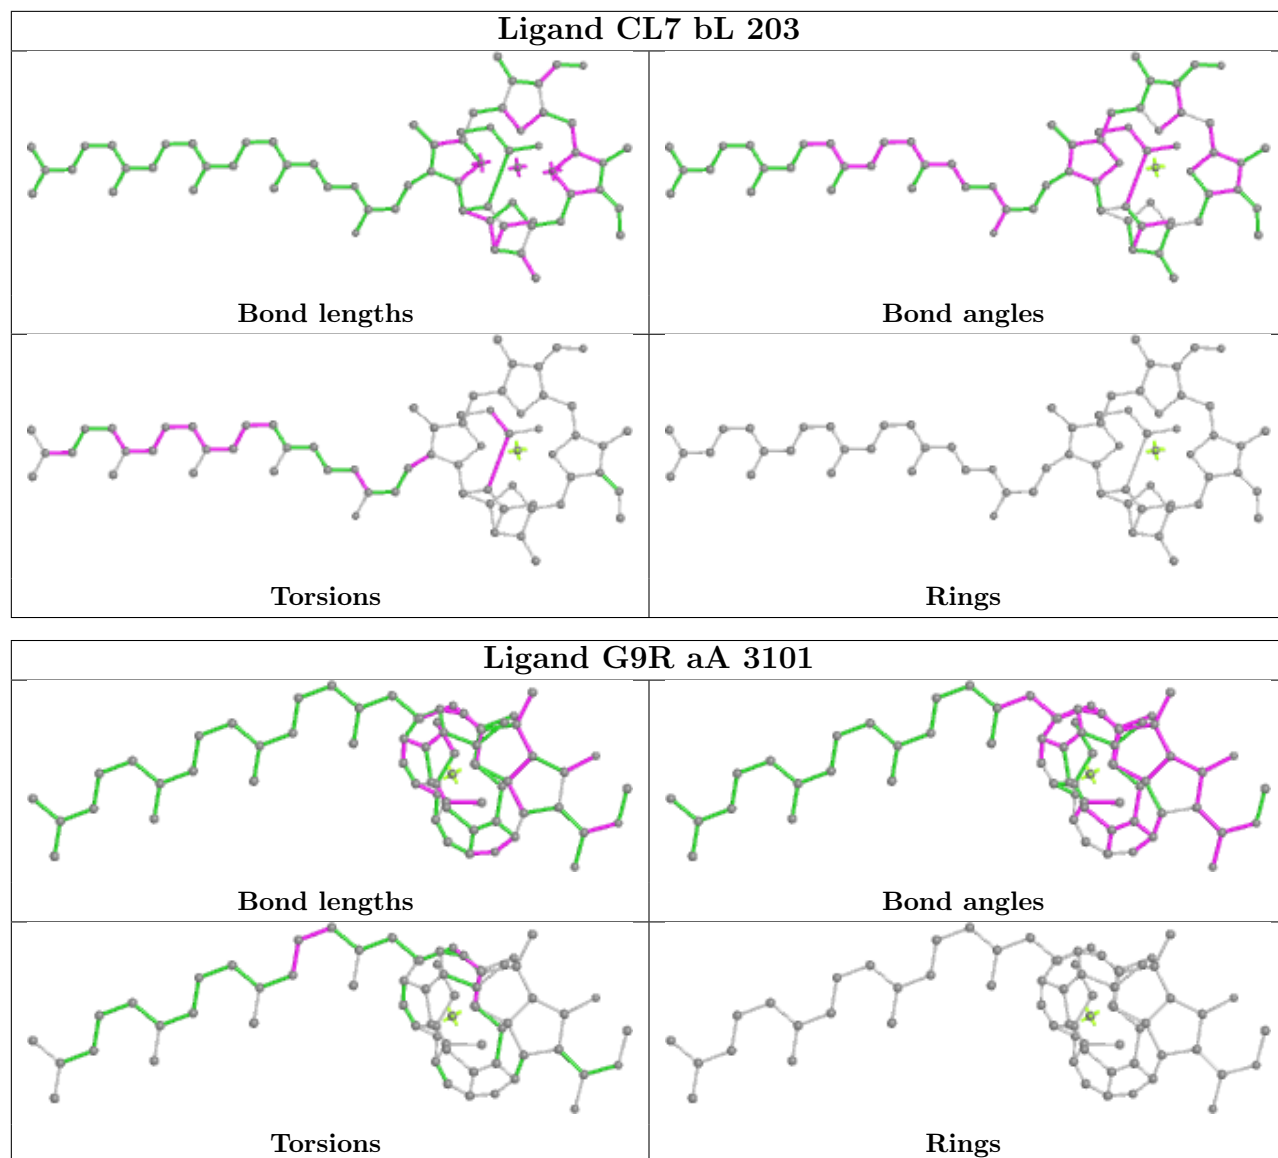 Ligand CL7 bL 203
Bond lengths
Bond angles
Torsions
Rings
Ligand G9R aA 3101
Bond lengths
Bond angles
Torsions
Rings